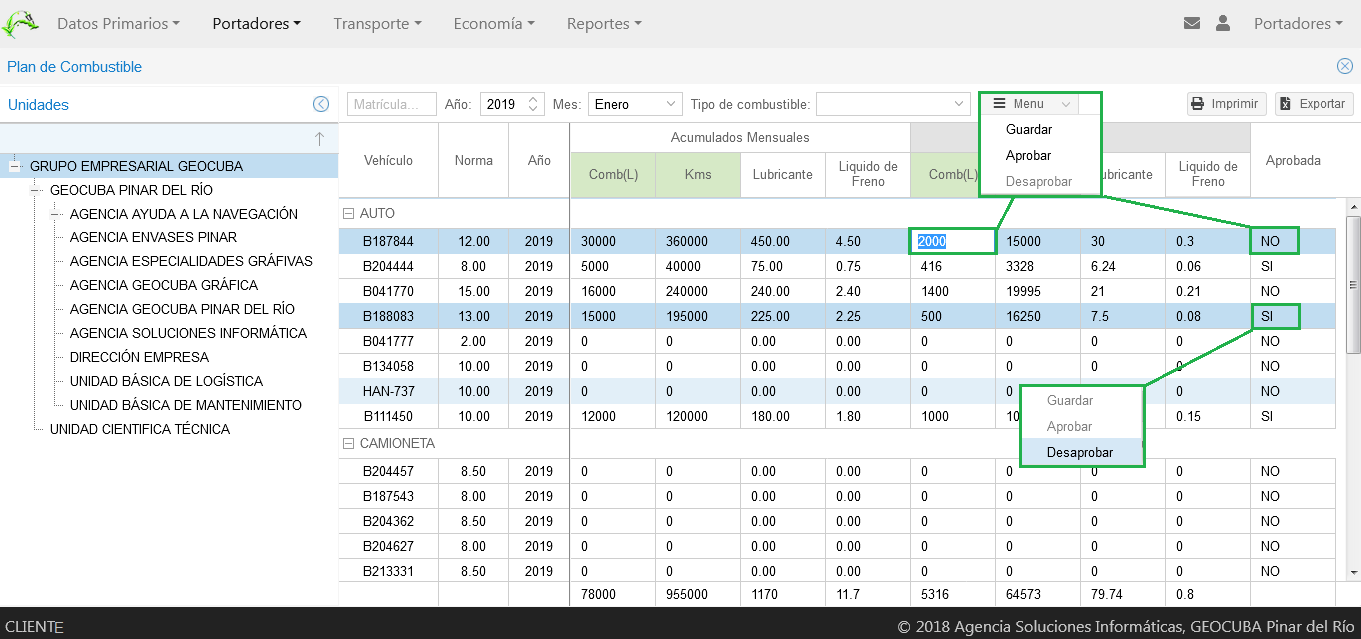 Datos Primarios Portadores Transporte Economía Reportes Portadores
Plan de Combustible
Unidades
Matrícula... Año: 2019 Mes: Enero Tipo de combustible: Menu Imprimir Exportar
Guardar
Aprobar
Desaprobar
GRUPO EMPRESARIAL GEOCUBA
GEOCUBA PINAR DEL RÍO
AGENCIA AYUDA A LA NAVEGACIÓN
AGENCIA ENVASES PINAR
AGENCIA ESPECIALIDADES GRÁFIVAS
AGENCIA GEOCUBA GRÁFICA
AGENCIA GEOCUBA PINAR DEL RÍO
AGENCIA SOLUCIONES INFORMÁTICA
DIRECCIÓN EMPRESA
UNIDAD BÁSICA DE LOGÍSTICA
UNIDAD BÁSICA DE MANTENIMIENTO
UNIDAD CIENTIFICA TÉCNICA
Acumulados Mensuales
Vehículo Norma Año Comb(L) Kms Lubricante Liquido de Freno Comb(L) ubricante Liquido de Freno Aprobada
AUTO
B187844 12.00 2019 30000 360000 450.00 4.50 2000 15000 30 0.3 NO
B204444 8.00 2019 5000 40000 75.00 0.75 416 3328 6.24 0.06 SI
B041770 15.00 2019 16000 240000 240.00 2.40 1400 19995 21 0.21 NO
B188083 13.00 2019 15000 195000 225.00 2.25 500 16250 7.5 0.08 SI
B041777 2.00 2019 0 0 0.00 0.00 0 0 0 0 NO
B134058 10.00 2019 0 0 0.00 0.00 0 0 0 0 NO
HAN-737 10.00 2019 0 0 0.00 0.00 0 0 NO
B111450 10.00 2019 12000 120000 180.00 1.80 1000 10 0.15 SI
Guardar
Aprobar
Desaprobar
CAMIONETA
B204457 8.50 2019 0 0 0.00 0.00 0 0 0 0 NO
B187543 8.00 2019 0 0 0.00 0.00 0 0 0 0 NO
B204362 8.50 2019 0 0 0.00 0.00 0 0 0 0 NO
B204627 8.00 2019 0 0 0.00 0.00 0 0 0 0 NO
B213331 8.50 2019 0 0 0.00 0.00 0 0 0 0 NO
78000 955000 1170 11.7 5316 64573 79.74 0.8
CLIENTE © 2018 Agencia Soluciones Informáticas, GEOCUBA Pinar del Río